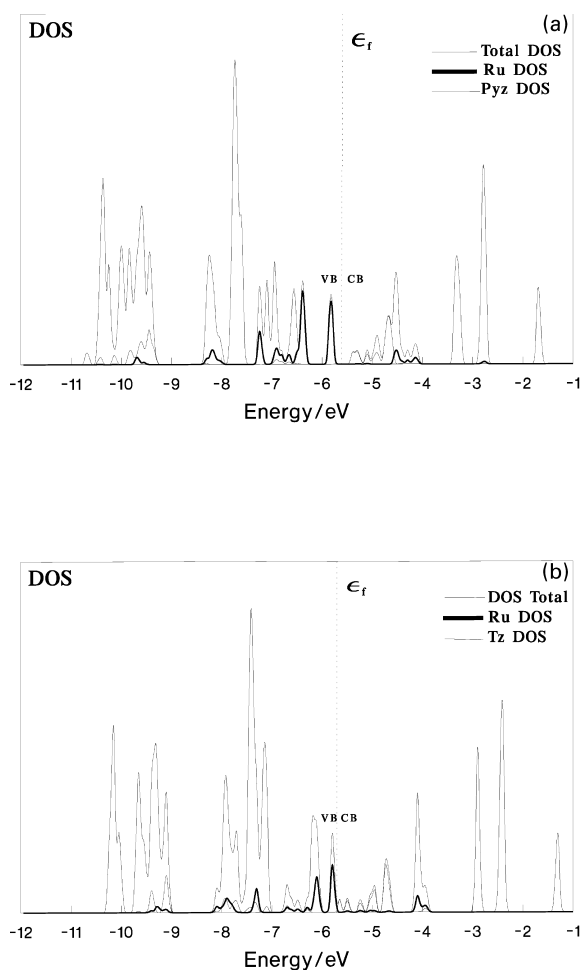 DOS
(a)
ϵf
Total DOS
Ru DOS
Pyz DOS
VB CB
-12 -11 -10 -9 -8 -7 -6 -5 -4 -3 -2 -1
Energy/eV
DOS
(b)
ϵf
DOS Total
Ru DOS
Tz DOS
VB CB
-12 -11 -10 -9 -8 -7 -6 -5 -4 -3 -2 -1
Energy/eV